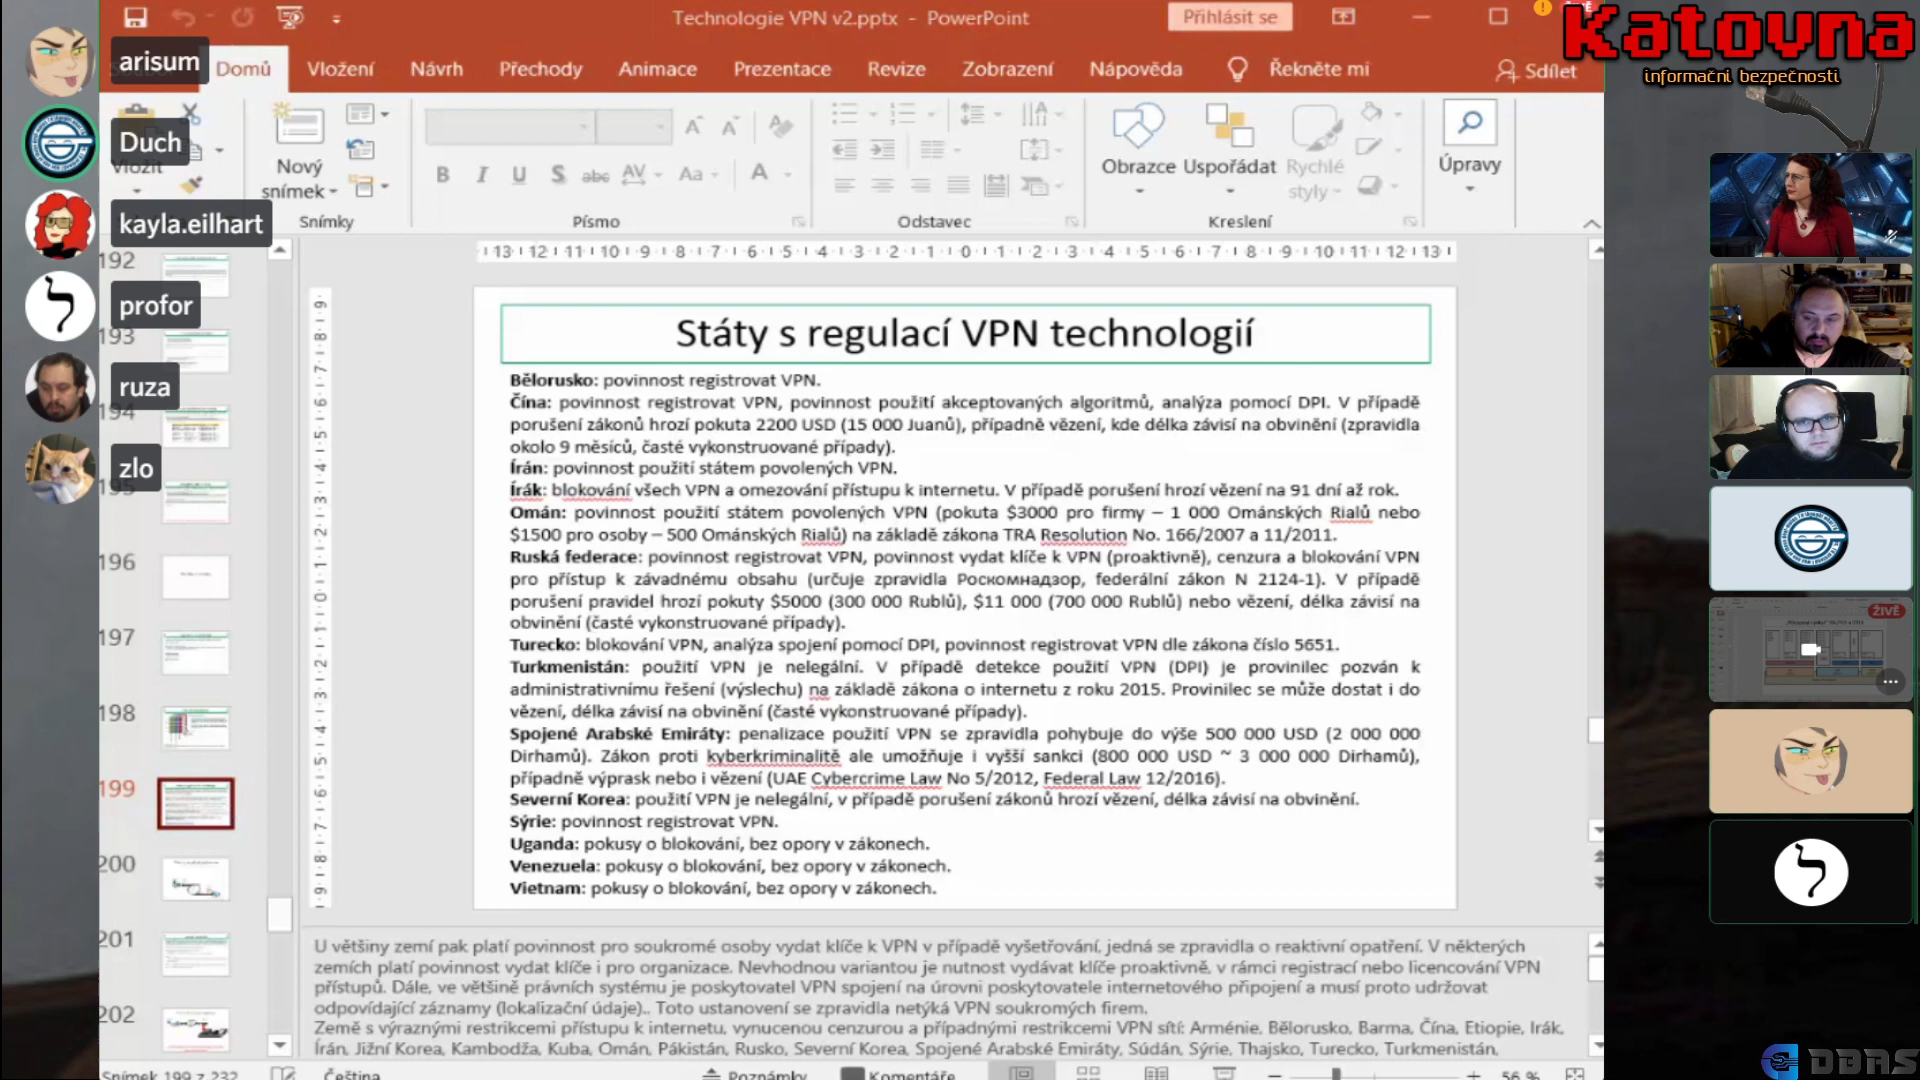 Technologie VPN v2.pptx - PowerPoint
Přihlásit se
Katovna
informační bezpečnosti
arisum
Domů
Vložení
Návrh
Přechody
Animace
Prezentace
Revize
Zobrazení
Nápověda
Řekněte mi
Sdílet
Duch
Vložit
Nový
snímek
Snímky
Písmo
Odstavec
Obrazce
Uspořádat
Rychlé
styly
Kreslení
Úpravy
kayla.eilhart
profor
ruza
zlo
192
193
194
195
196
197
198
199
200
201
202
Státy s regulací VPN technologií
Bělorusko: povinnost registrovat VPN.
Čína: povinnost registrovat VPN, povinnost použití akceptovaných algoritmů, analýza pomocí DPI. V případě
porušení zákonů hrozí pokuta 2200 USD (15 000 Juanů), případně vězení, kde délka závisí na obvinění (zpravidla
okolo 9 měsíců, časté vykonstruované případy).
Írán: povinnost použití státem povolených VPN.
Írák: blokování všech VPN a omezování přístupu k internetu. V případě porušení hrozí vězení na 91 dní až rok.
Omán: povinnost použití státem povolených VPN (pokuta $3000 pro firmy – 1 000 Ománských Rialů nebo
$1500 pro osoby – 500 Ománských Rialů) na základě zákona TRA Resolution No. 166/2007 a 11/2011.
Ruská federace: povinnost registrovat VPN, povinnost vydat klíče k VPN (proaktivně), cenzura a blokování VPN
pro přístup k závadnému obsahu (určuje zpravidla Роскомнадзор, federální zákon N 2124-1). V případě
porušení pravidel hrozí pokuty $5000 (300 000 Rublů), $11 000 (700 000 Rublů) nebo vězení, délka závisí na
obvinění (časté vykonstruované případy).
Turecko: blokování VPN, analýza spojení pomocí DPI, povinnost registrovat VPN dle zákona číslo 5651.
Turkmenistán: použití VPN je nelegální. V případě detekce použití VPN (DPI) je provinilec pozván k
administrativnímu řešení (výslechu) na základě zákona o internetu z roku 2015. Provinilec se může dostat i do
vězení, délka závisí na obvinění (časté vykonstruované případy).
Spojené Arabské Emiráty: penalizace použití VPN se zpravidla pohybuje do výše 500 000 USD (2 000 000
Dirhamů). Zákon proti kyberkriminalitě ale umožňuje i vyšší sankci (800 000 USD ~ 3 000 000 Dirhamů),
případně výprask nebo i vězení (UAE Cybercrime Law No 5/2012, Federal Law 12/2016).
Severní Korea: použití VPN je nelegální, v případě porušení zákonů hrozí vězení, délka závisí na obvinění.
Sýrie: povinnost registrovat VPN.
Uganda: pokusy o blokování, bez opory v zákonech.
Venezuela: pokusy o blokování, bez opory v zákonech.
Vietnam: pokusy o blokování, bez opory v zákonech.
U většiny zemí pak platí povinnost pro soukromé osoby vydat klíče k VPN v případě vyšetřování, jedná se zpravidla o reaktivní opatření. V některých
zemích platí povinnost vydat klíče i pro organizace. Nevhodnou variantou je nutnost vydávat klíče proaktivně, v rámci registrací nebo licencování VPN
přístupů. Dále, ve většině právních systému je poskytovatel VPN spojení na úrovni poskytovatele internetového připojení a musí proto udržovat
odpovídající záznamy (lokalizační údaje).. Toto ustanovení se zpravidla netýká VPN soukromých firem.
Země s výraznými restrikcemi přístupu k internetu, vynucenou cenzurou a případnými restrikcemi VPN sítí: Arménie, Bělorusko, Barma, Čína, Etiopie, Irák,
Írán, Jižní Korea, Kambodža, Kuba, Omán, Pákistán, Rusko, Severní Korea, Spojené Arabské Emiráty, Súdán, Sýrie, Thajsko, Turecko, Turkmenistán,
Snímek 199 z 232
Čeština
Poznámky
Komentáře
56 %
ŽIVĚ
DBAS